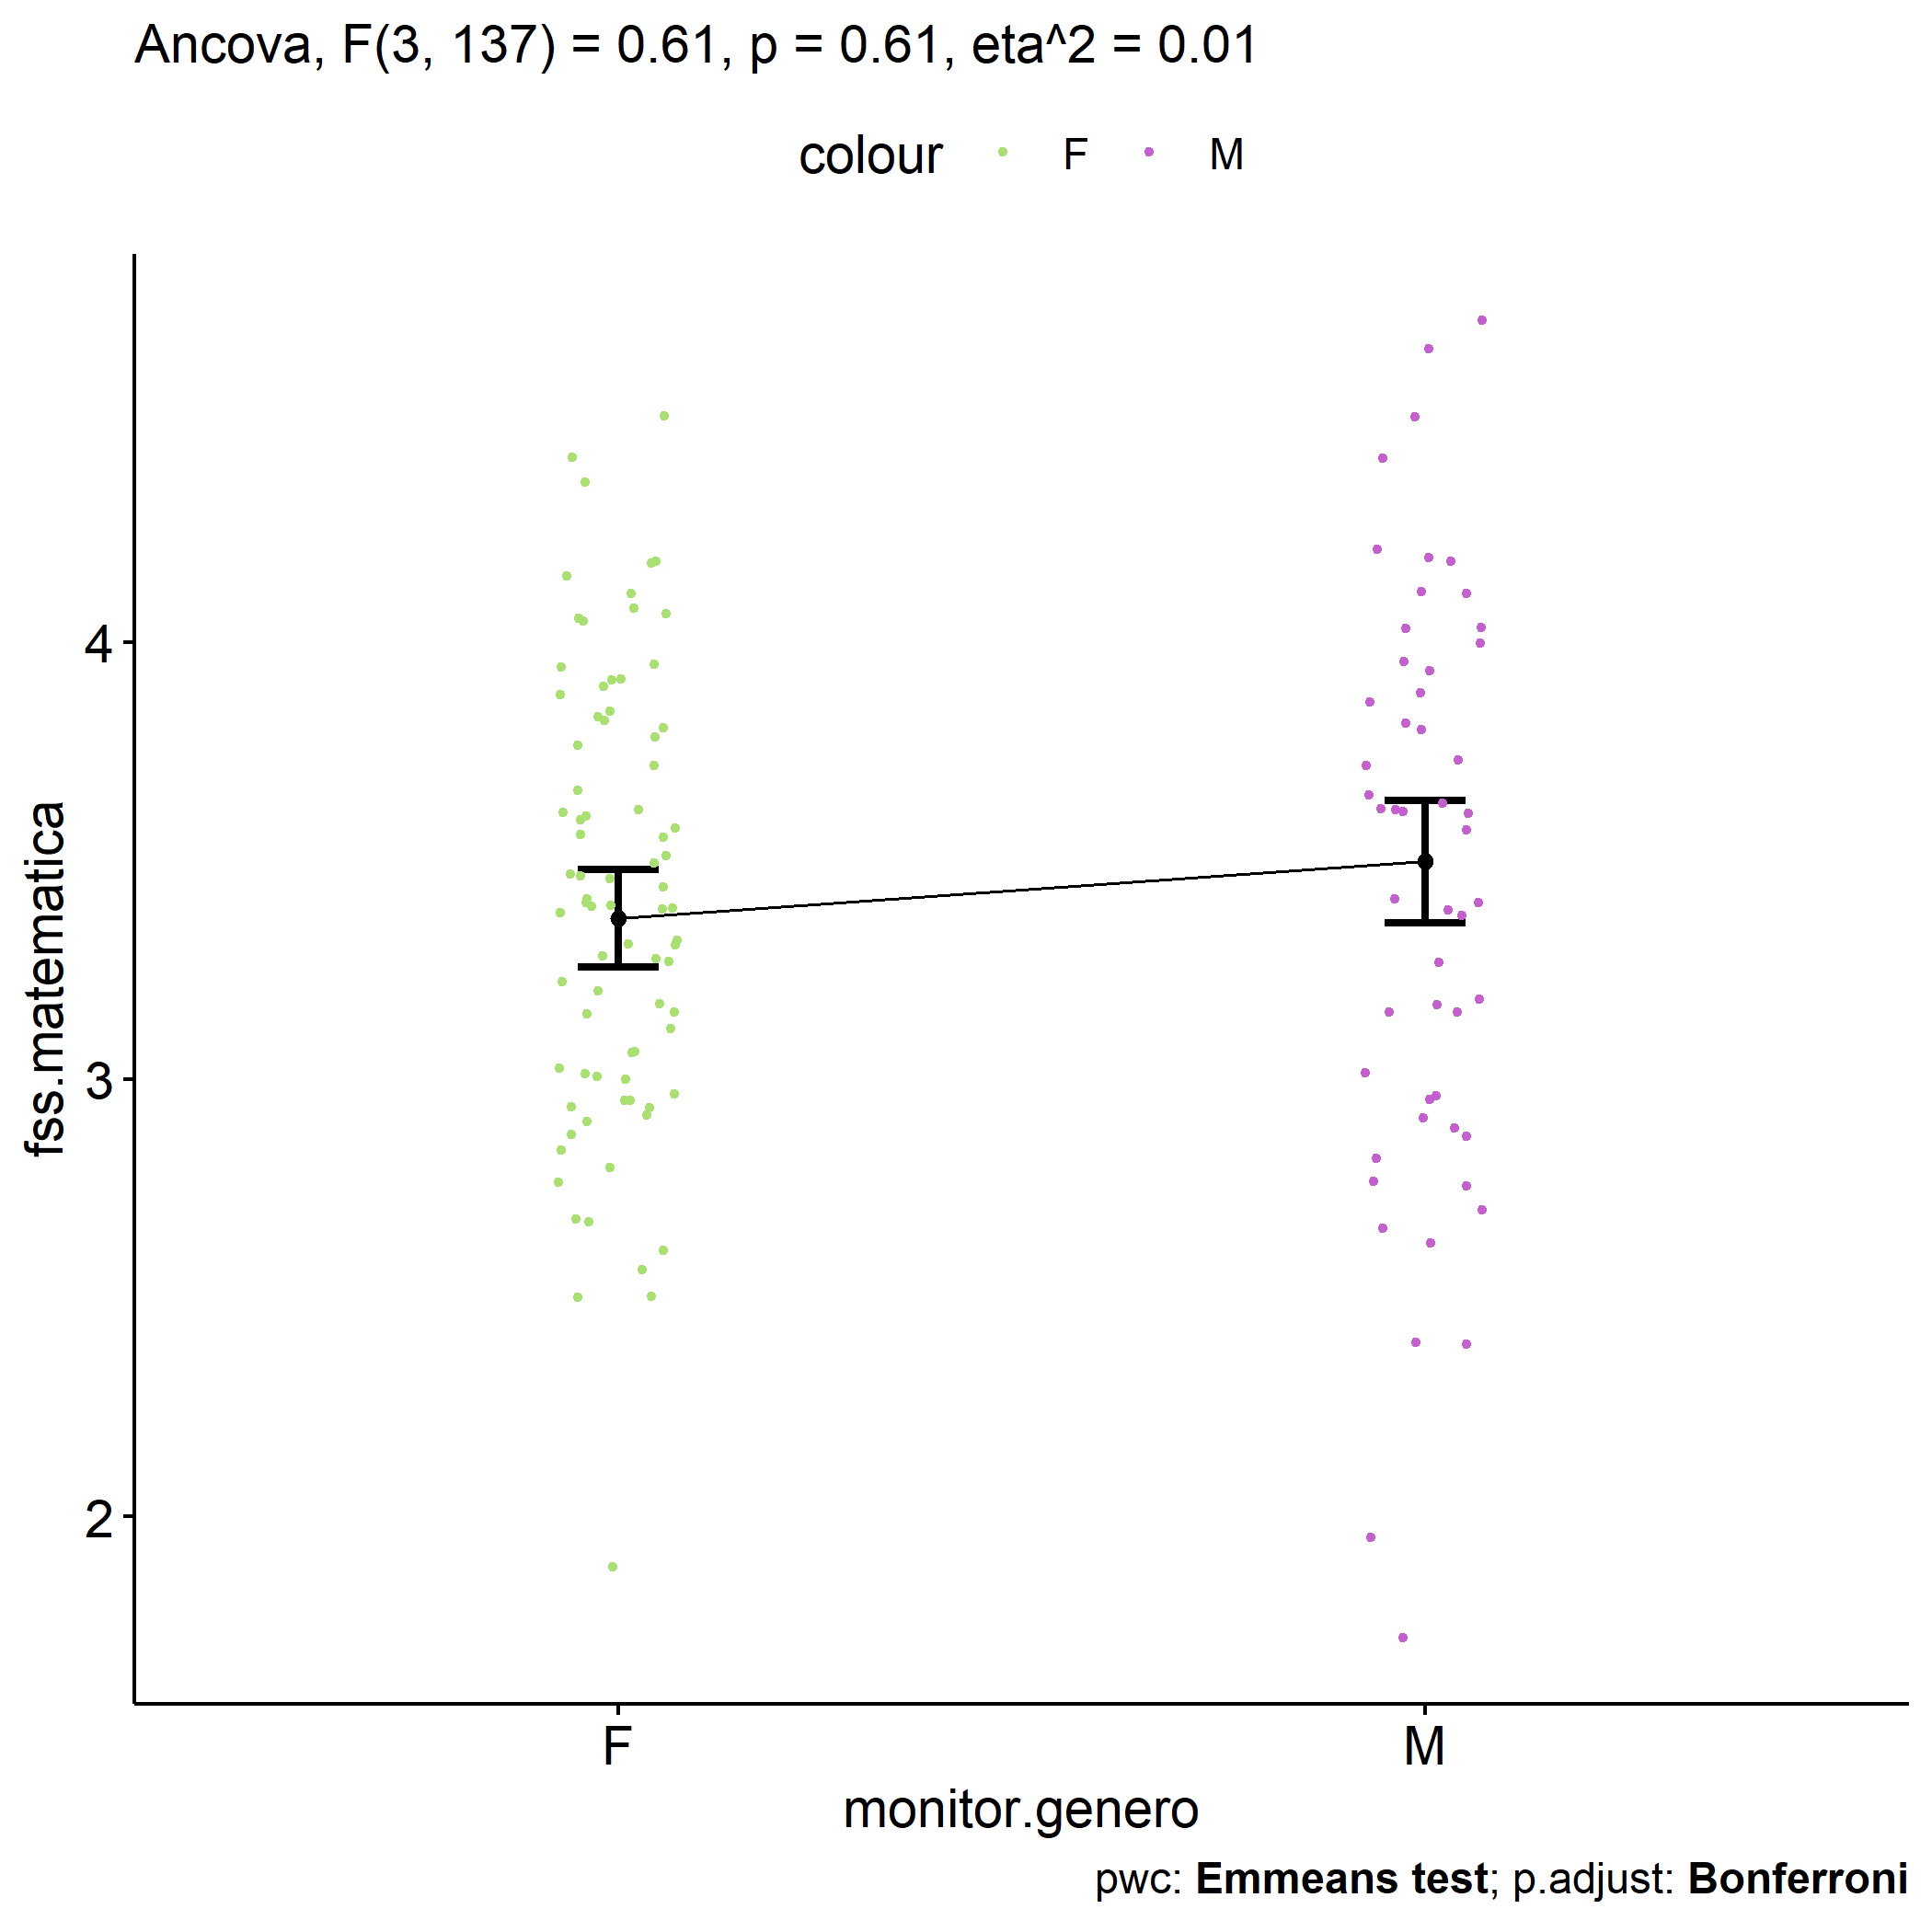 Ancova, F(3, 137) = 0.61, p = 0.61, eta^2 = 0.01
colour F M
4
3
2
fss.matematica
F M
monitor.genero
pwc: Emmeans test; p.adjust: Bonferroni